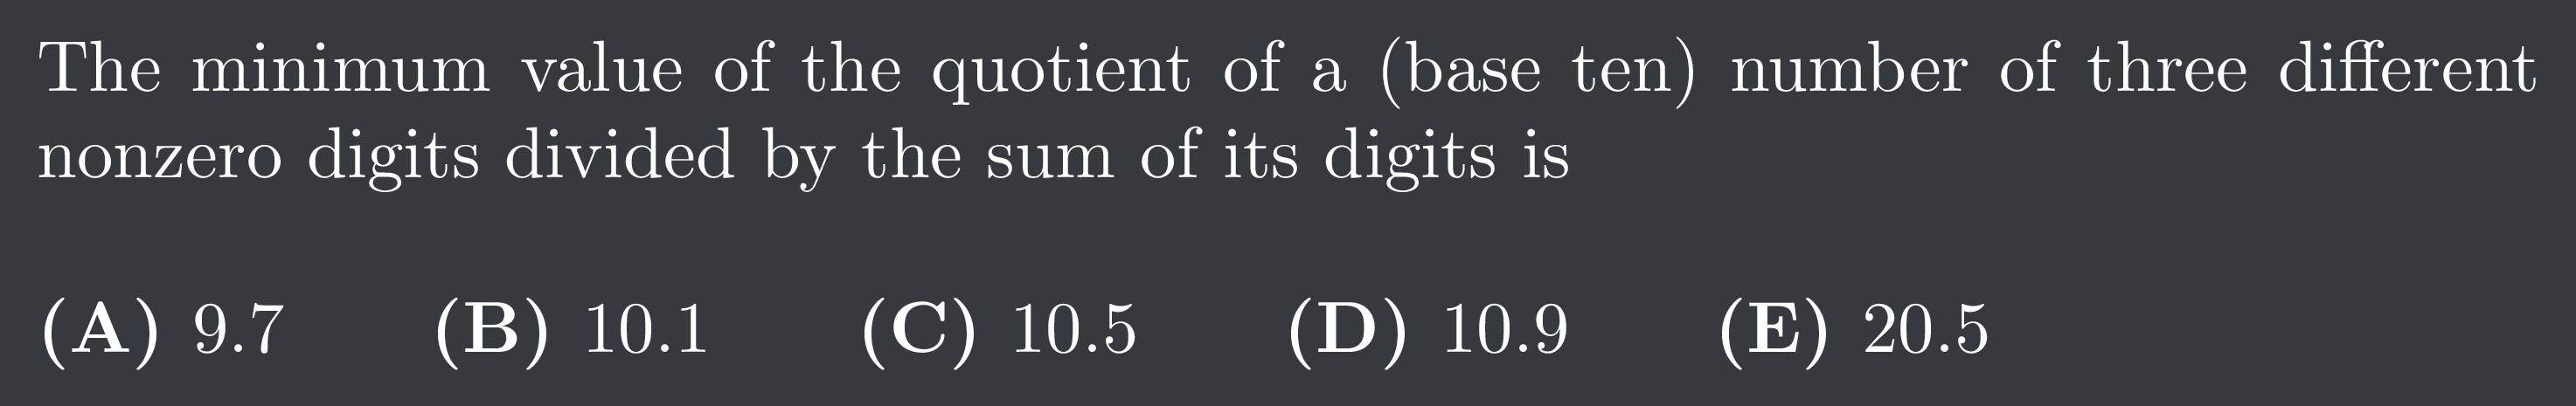 The minimum value of the quotient of a (base ten) number of three different
nonzero digits divided by the sum of its digits is
(A) 9.7 (B) 10.1 (C) 10.5 (D) 10.9 (E) 20.5